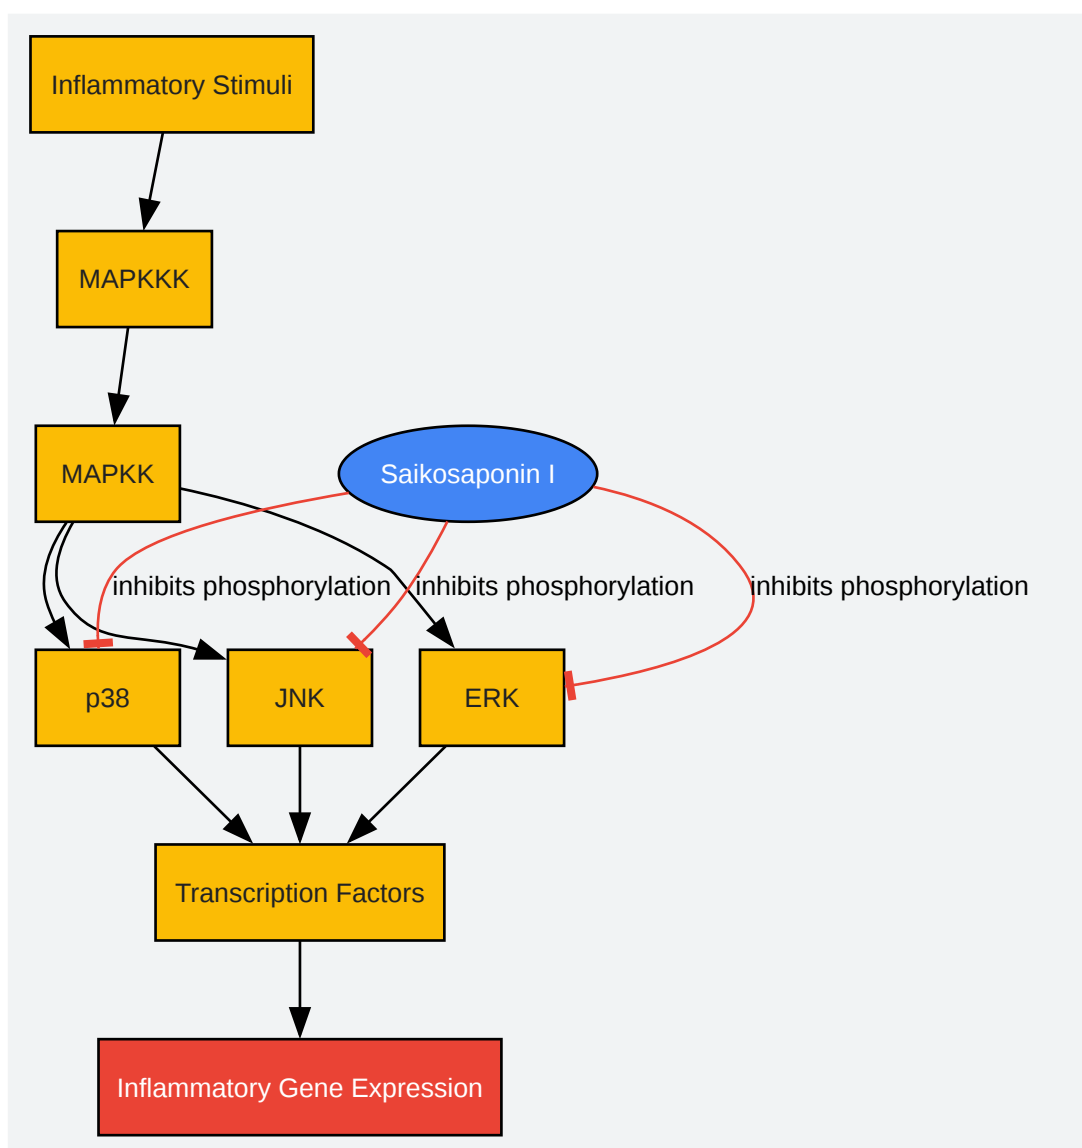 Inflammatory Stimuli
MAPKKK
MAPKK
Saikosaponin I
inhibits phosphorylation
inhibits phosphorylation
inhibits phosphorylation
p38
JNK
ERK
Transcription Factors
Inflammatory Gene Expression